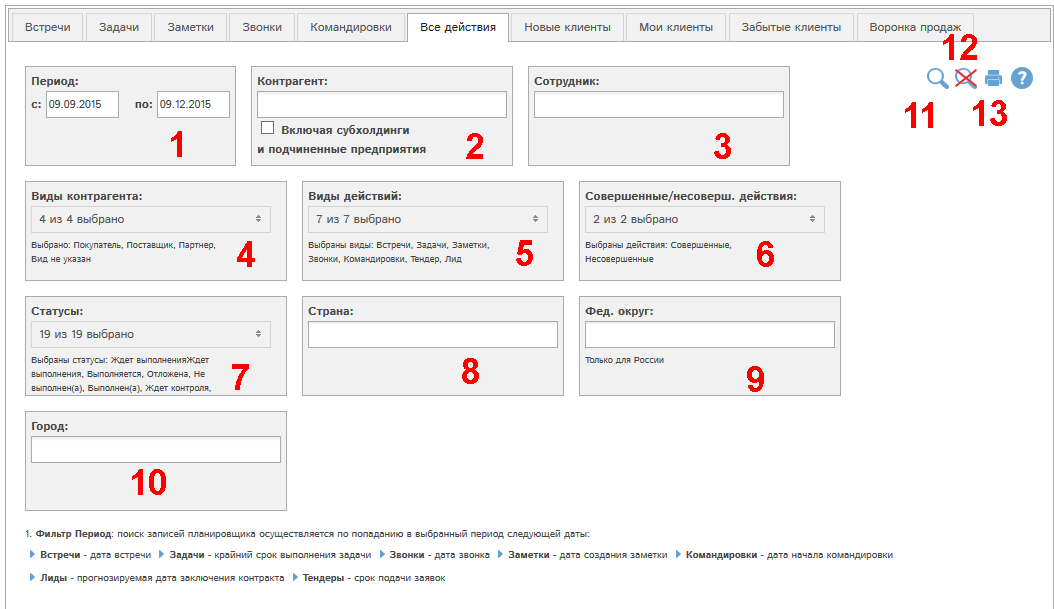 Встречи Задачи Заметки Звонки Командировки Все действия Новые клиенты Мои клиенты Забытые клиенты Воронка продаж
12
Период: Контрагент: Сотрудник:
с: 09.09.2015 по: 09.12.2015
11 13
?
Включая субхолдинги
и подчиненные предприятия
1 2 3
Виды контрагента: Виды действий: Совершенные/несоверш. действия:
4 из 4 выбрано 7 из 7 выбрано 2 из 2 выбрано
Выбрано: Покупатель, Поставщик, Партнер, Выбраны виды: Встречи, Задачи, Заметки, Выбраны действия: Совершенные,
Вид не указан Звонки, Командировки, Тендер, Лид Несовершенные
4 5 6
Статусы: Страна: Фед. округ:
19 из 19 выбрано
Выбраны статусы: Ждет выполненияЖдет Только для России
выполнения, Выполняется, Отложена, Не
выполнен(а), Выполнен(а), Ждет контроля,
7 8 9
Город:
10
1. Фильтр Период: поиск записей планировщика осуществляется по попаданию в выбранный период следующей даты:
Встречи - дата встречи Задачи - крайний срок выполнения задачи Звонки - дата звонка Заметки - дата создания заметки Командировки - дата начала командировки
Лиды - прогнозируемая дата заключения контракта Тендеры - срок подачи заявок